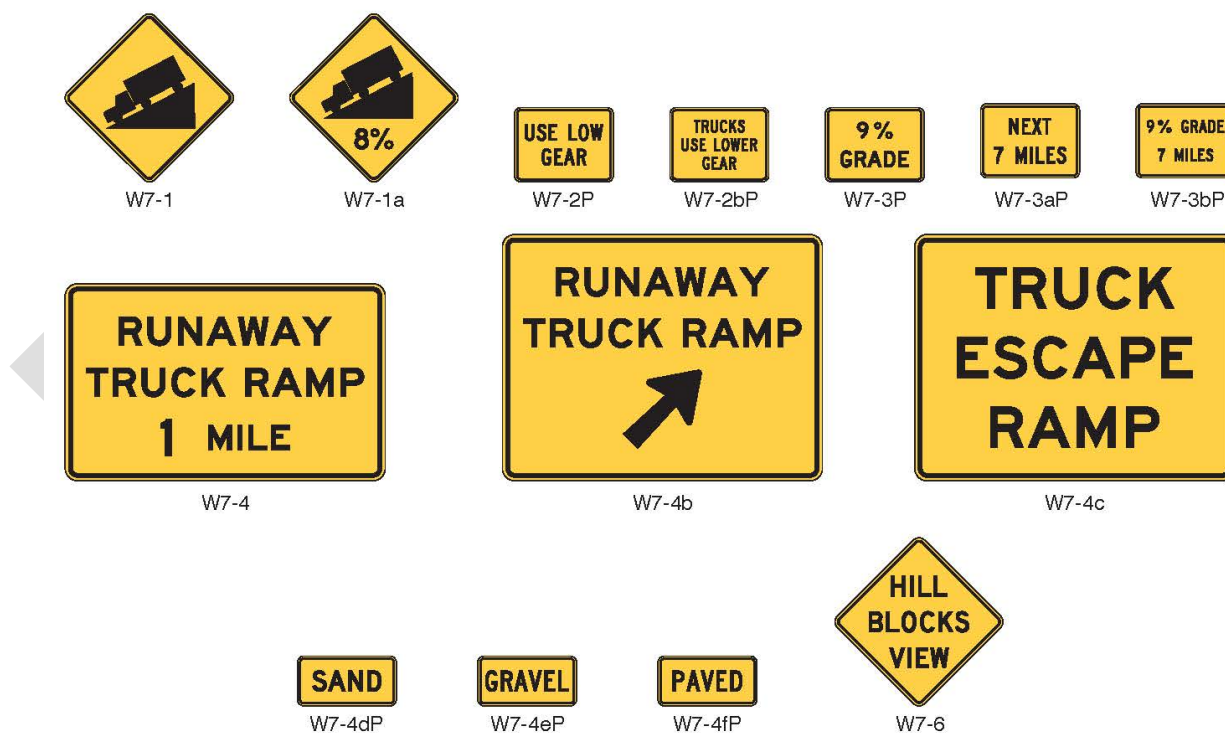 8%
W7-1
W7-1a
USE LOW
GEAR
W7-2P
TRUCKS
USE LOWER
GEAR
W7-2bP
9%
GRADE
W7-3P
NEXT
7 MILES
W7-3aP
9% GRADE
7 MILES
W7-3bP
RUNAWAY
TRUCK RAMP
1 MILE
W7-4
RUNAWAY
TRUCK RAMP
W7-4b
TRUCK
ESCAPE
RAMP
W7-4c
SAND
W7-4dP
GRAVEL
W7-4eP
PAVED
W7-4fP
HILL
BLOCKS
VIEW
W7-6